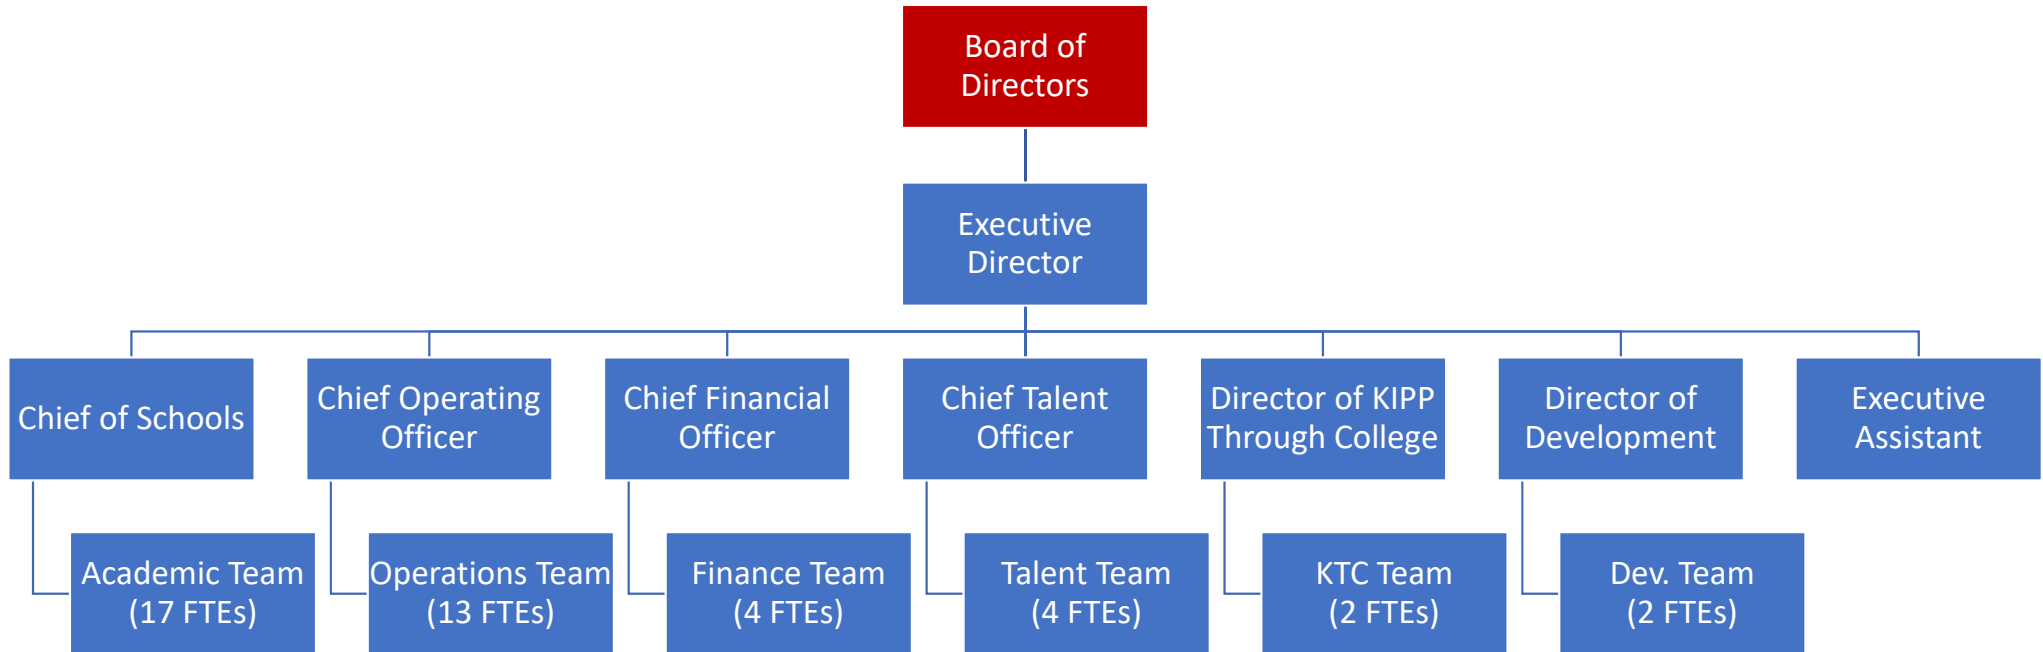 Board of
Directors
Executive
Director
Chief of Schools
Chief Operating
Officer
Chief Financial
Officer
Chief Talent
Officer
Director of KIPP
Through College
Director of
Development
Executive
Assistant
Academic Team
(17 FTEs)
Operations Team
(13 FTEs)
Finance Team
(4 FTEs)
Talent Team
(4 FTEs)
KTC Team
(2 FTEs)
Dev. Team
(2 FTEs)